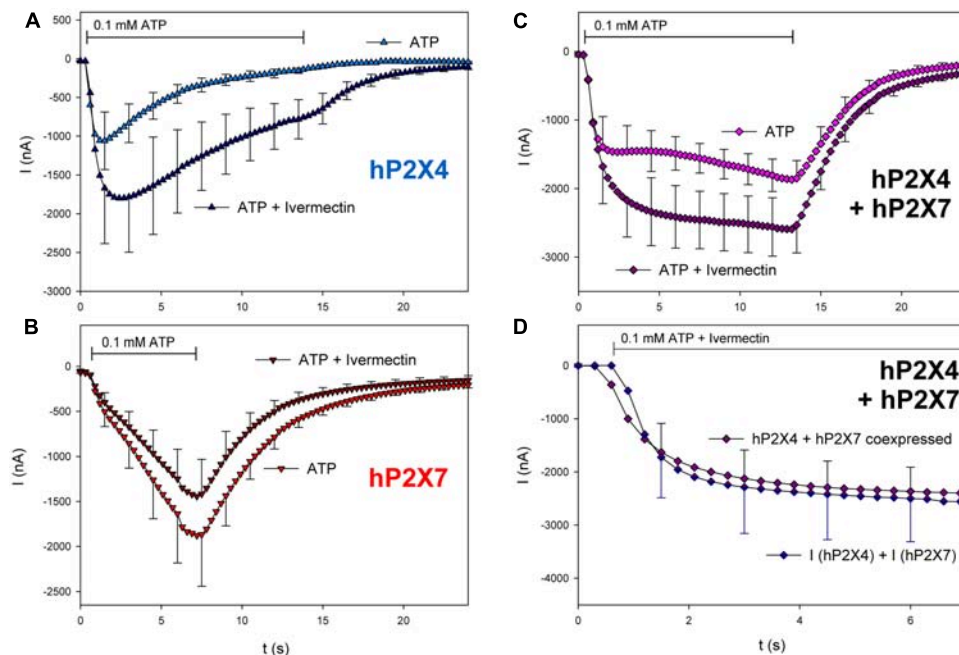 A
0.1 mM ATP
ATP
ATP + Ivermectin
hP2X4
I (nA)
500
0
-500
-1000
-1500
-2000
-2500
-3000
0 5 10 15 20
B
0.1 mM ATP
ATP + Ivermectin
ATP
hP2X7
I (nA)
500
0
-500
-1000
-1500
-2000
-2500
0 5 10 15 20
t (s)
C
0.1 mM ATP
ATP
ATP + Ivermectin
hP2X4
+ hP2X7
I (nA)
0
-1000
-2000
-3000
0 5 10 15 20
D
0.1 mM ATP + Ivermectin
hP2X4
+ hP2X7
hP2X4 + hP2X7 coexpressed
I (hP2X4) + I (hP2X7)
I (nA)
0
-1000
-2000
-3000
-4000
0 2 4 6
t (s)